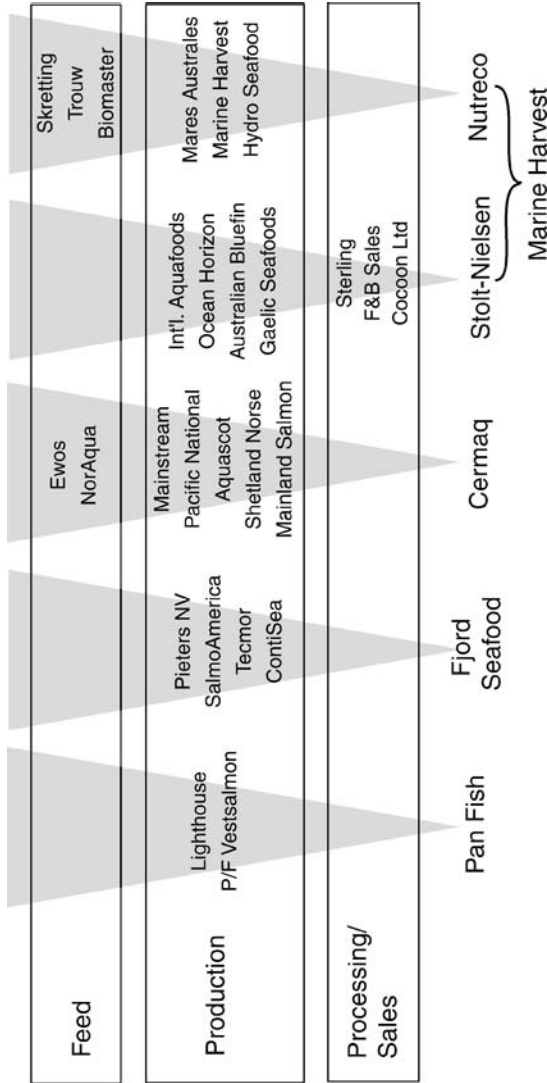 Feed
Ewos
NorAqua
Skretting
Trouw
Biomaster
Production
Lighthouse
P/F Vestsalmon
Pieters NV
SalmoAmerica
Tecmor
ContiSea
Mainstream
Pacific National
Aquascot
Shetland Norse
Mainland Salmon
Int'l. Aquafoods
Ocean Horizon
Australian Bluefin
Gaelic Seafoods
Mares Australes
Marine Harvest
Hydro Seafood
Processing/
Sales
Sterling
F&B Sales
Cocoon Ltd
Pan Fish
Fjord
Seafood
Cermaq
Stolt-Nielsen
Nutreco
Marine Harvest